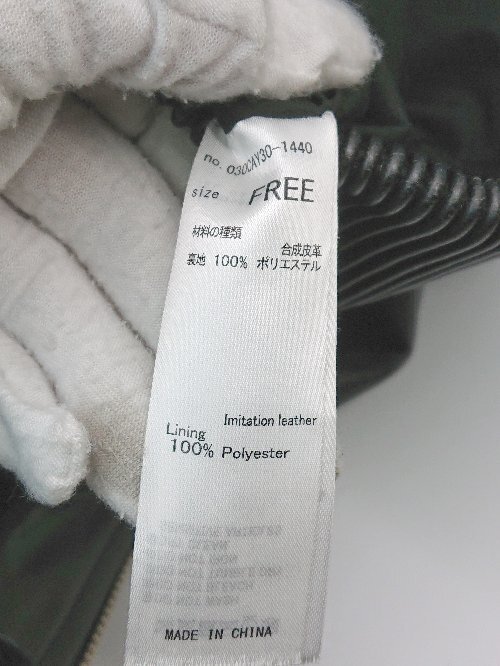 no. 030CAY30-1440
size FREE
材料の種類
合成皮革
裏地 100% ポリエステル
Imitation leather
Lining
100% Polyester
MADE IN CHINA